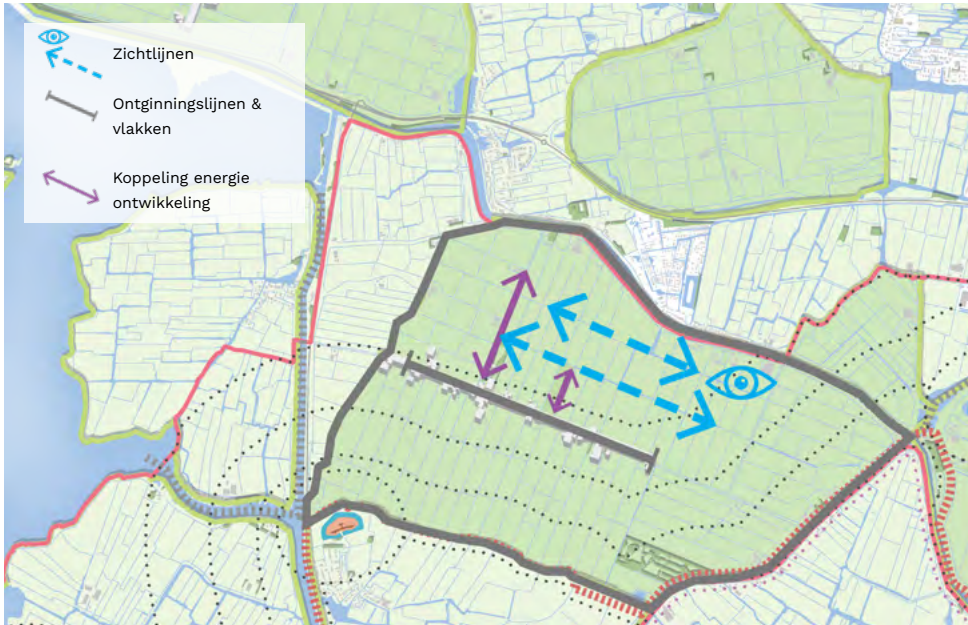 Zichtlijnen
Ontginningslijnen &
vlakken
Koppeling energie
ontwikkeling